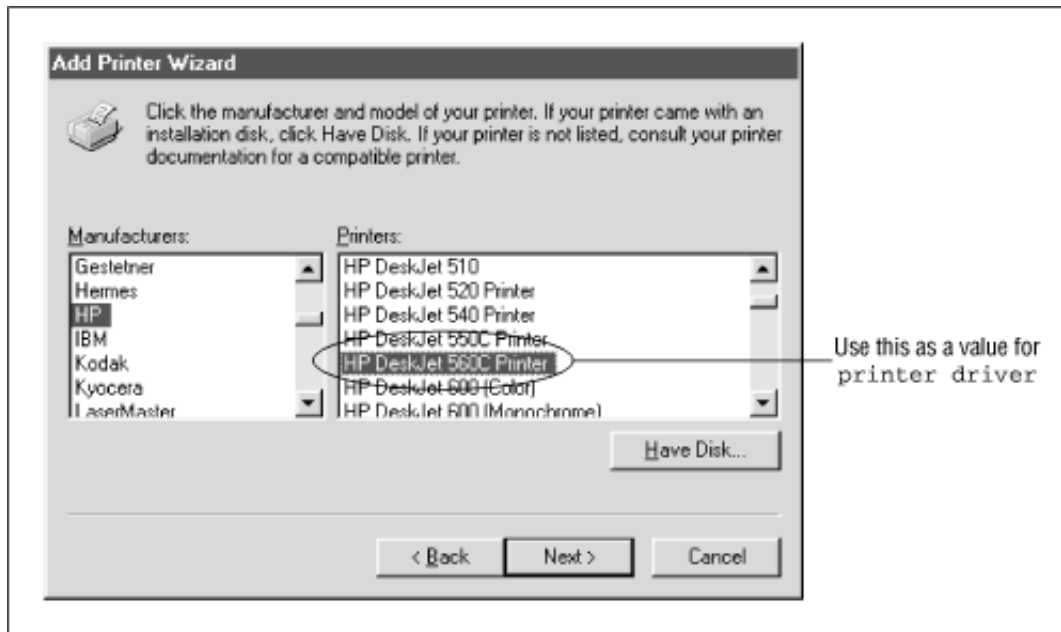 Add Printer Wizard
Click the manufacturer and model of your printer. If your printer came with an
installation disk, click Have Disk. If your printer is not listed, consult your printer
documentation for a compatible printer.
Manufacturers:
Gestetner
Hermes
HP
IBM
Kodak
Kyocera
LaserMaster
Printers:
HP DeskJet 510
HP DeskJet 520 Printer
HP DeskJet 540 Printer
HP DeskJet 550C Printer
HP DeskJet 560C Printer
HP DeskJet 600 (Color)
HP DeskJet 600 (Monochrome)
Use this as a value for
printer driver
Have Disk...
< Back
Next >
Cancel